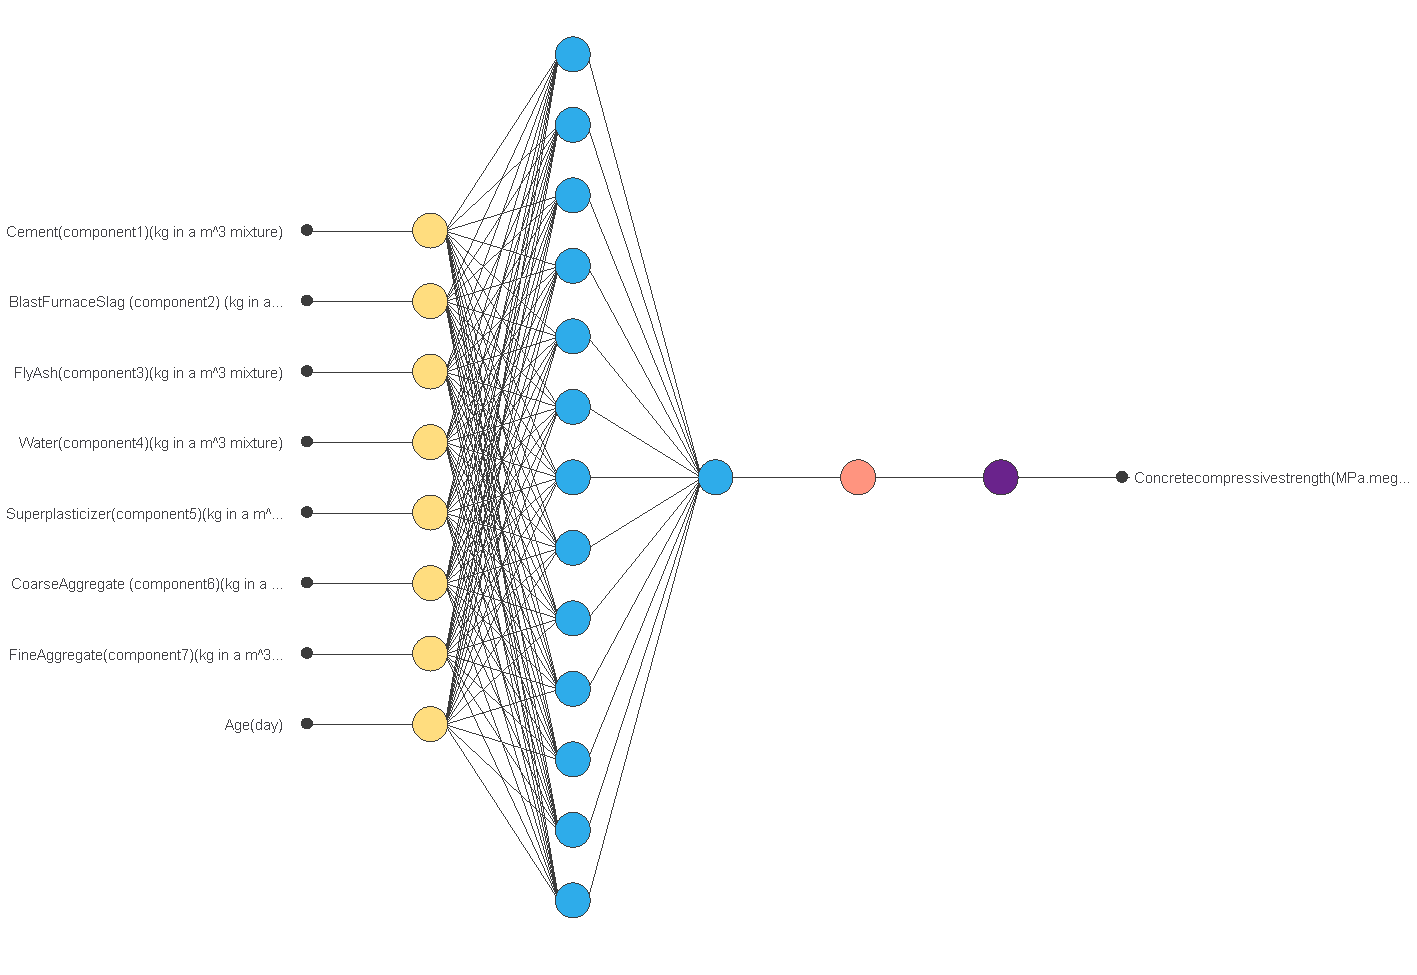 Cement(component1)(kg in a m^3 mixture)
BlastFurnaceSlag (component2) (kg in a...
FlyAsh(component3)(kg in a m^3 mixture)
Water(component4)(kg in a m^3 mixture)
Concretecompressivestrength(MPa.meg...
Superplasticizer(component5)(kg in a m^...
CoarseAggregate (component6)(kg in a ...
FineAggregate(component7)(kg in a m^3...
Age(day)